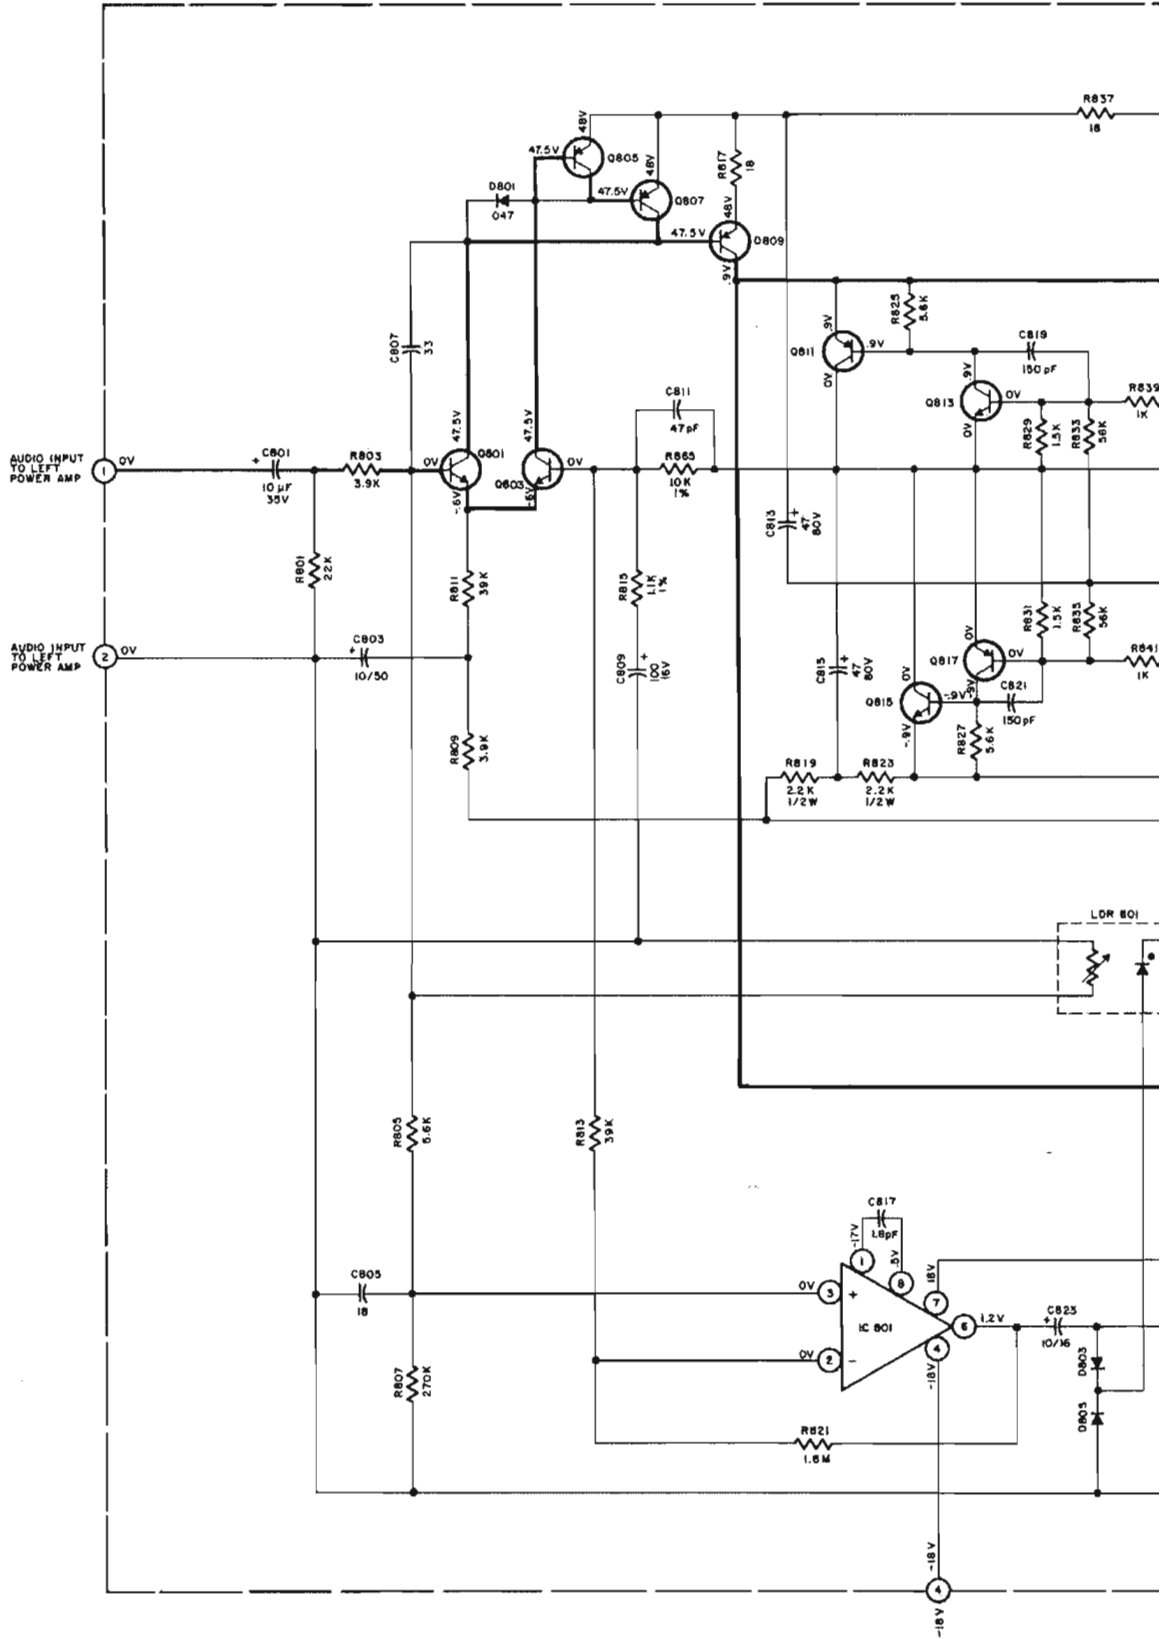 R837
18
48V
47.5V
Q805
48V
R817
18
D801
047
47.5V
Q807
48V
47.5V
Q809
.9V
R825
5.6K
.9V
Q811
.9V
0V
C819
150 pF
.9V
Q813
0V
0V
R829
1.5K
R833
56K
R839
1K
C807
33
C811
47pF
47.5V
47.5V
AUDIO INPUT
TO LEFT
POWER AMP
1
0V
C801
+
10 µF
35V
R803
3.9K
0V
Q801
-.6V
Q803
-.6V
0V
R865
10K
1%
C813
+
47
80V
R801
22K
R811
39K
R815
1.1K
1%
R831
1.5K
R835
56K
AUDIO INPUT
TO LEFT
POWER AMP
2
0V
C803
+
10/50
C809
+
100
16V
C815
+
47
80V
0V
Q817
0V
0V
R841
1K
Q815
-.9V
-.9V
C821
150pF
-.9V
R827
5.6K
R809
3.9K
R819
2.2K
1/2W
R823
2.2K
1/2W
LDR 801
R805
5.6K
R813
39K
C817
1.8pF
-17V
.5V
18V
1
8
7
C805
18
0V
3
+
IC 801
6
1.2V
C823
+
10/16
D803
0V
2
-
4
-18V
R807
270K
D805
R821
1.8M
-18V
4
-18V